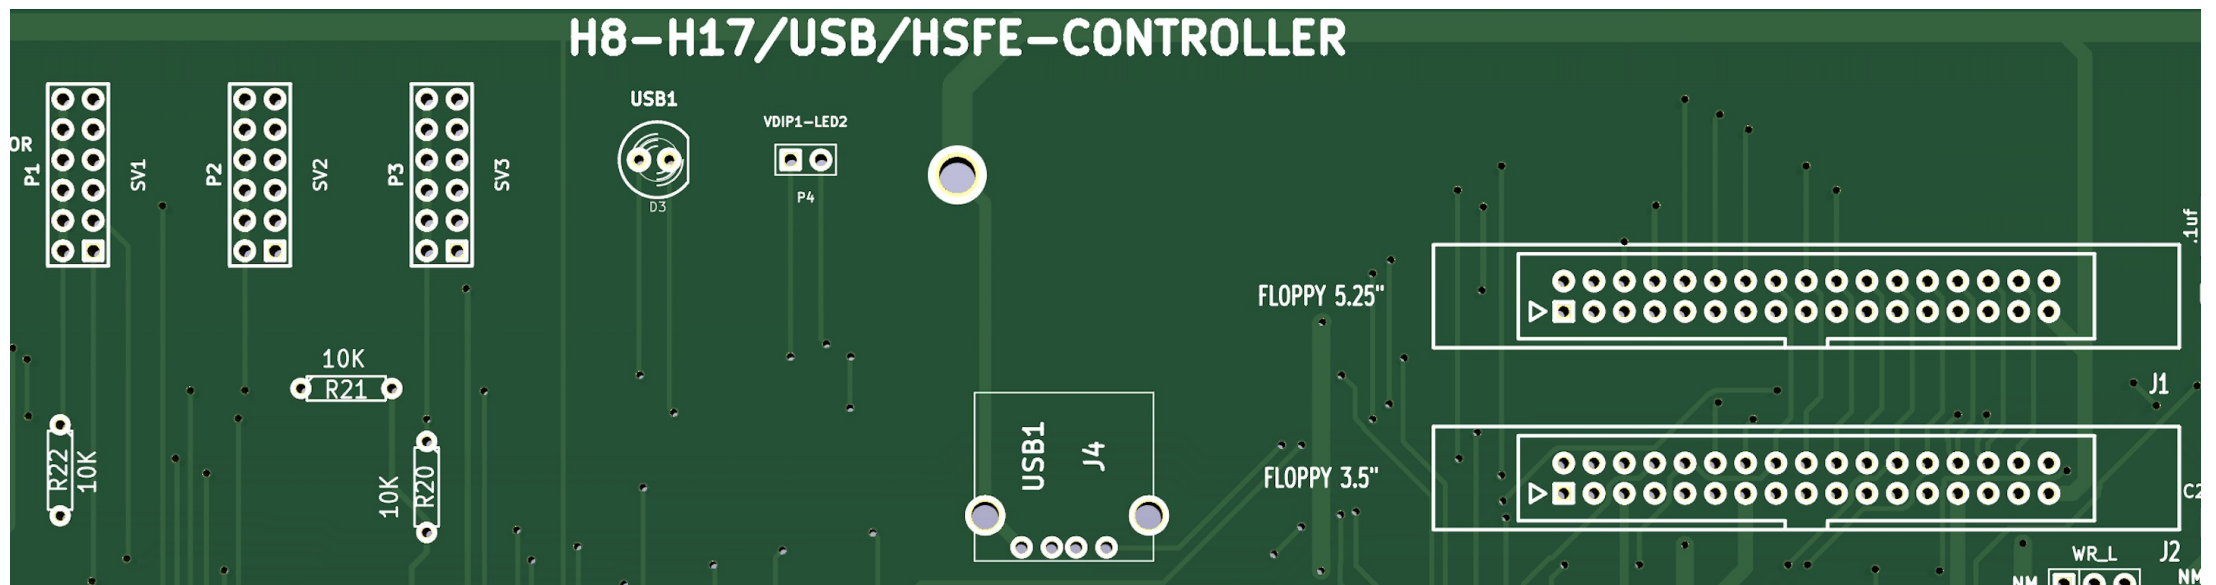 H8-H17/USB/HSFE-CONTROLLER
USB1
VDIP1-LED2
OR
P1
SV1
P2
SV2
P3
SV3
D3
P4
.1uf
FLOPPY 5.25"
10K
R21
J1
R22
10K
10K
R20
USB1
J4
FLOPPY 3.5"
C2
WR_L
J2
NM
NM